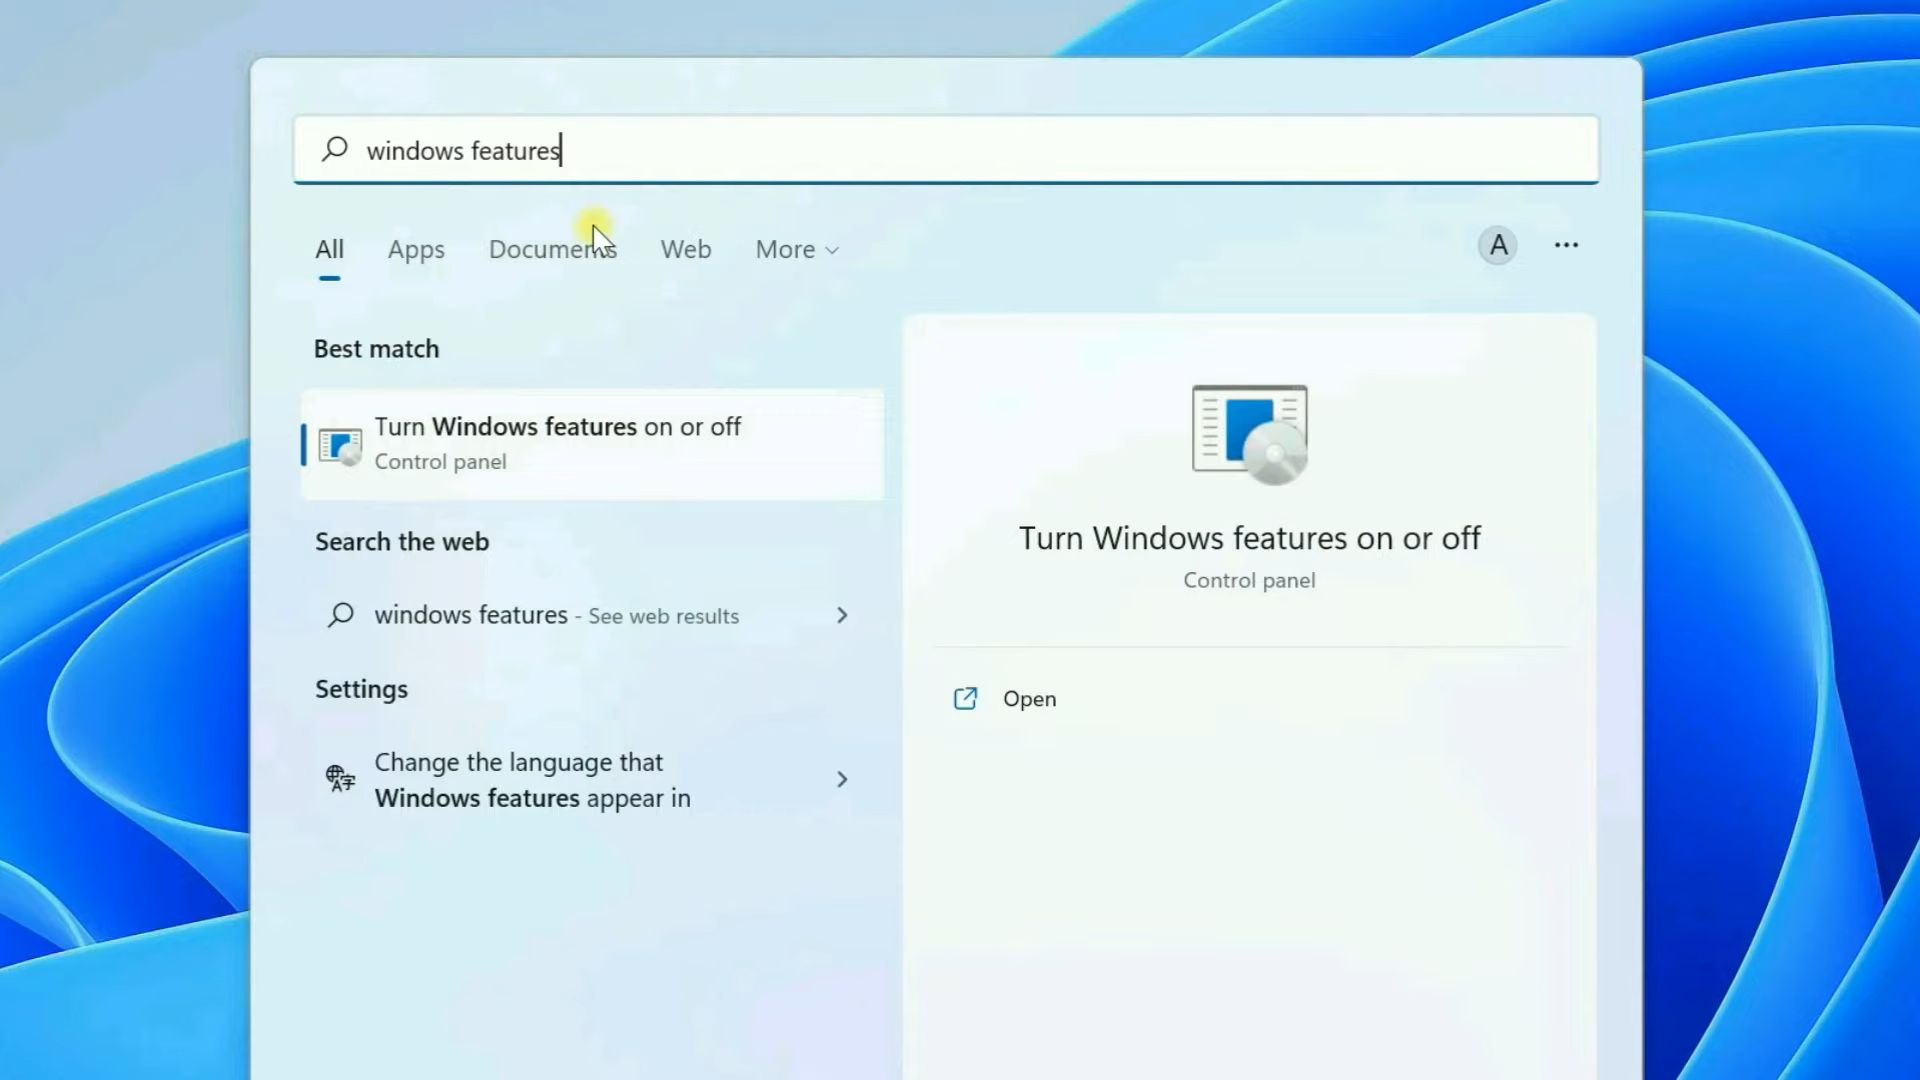 windows features
All Apps Documents Web More
A
Best match
Turn Windows features on or off
Control panel
Search the web
windows features - See web results
Settings
Change the language that
Windows features appear in
Turn Windows features on or off
Control panel
Open